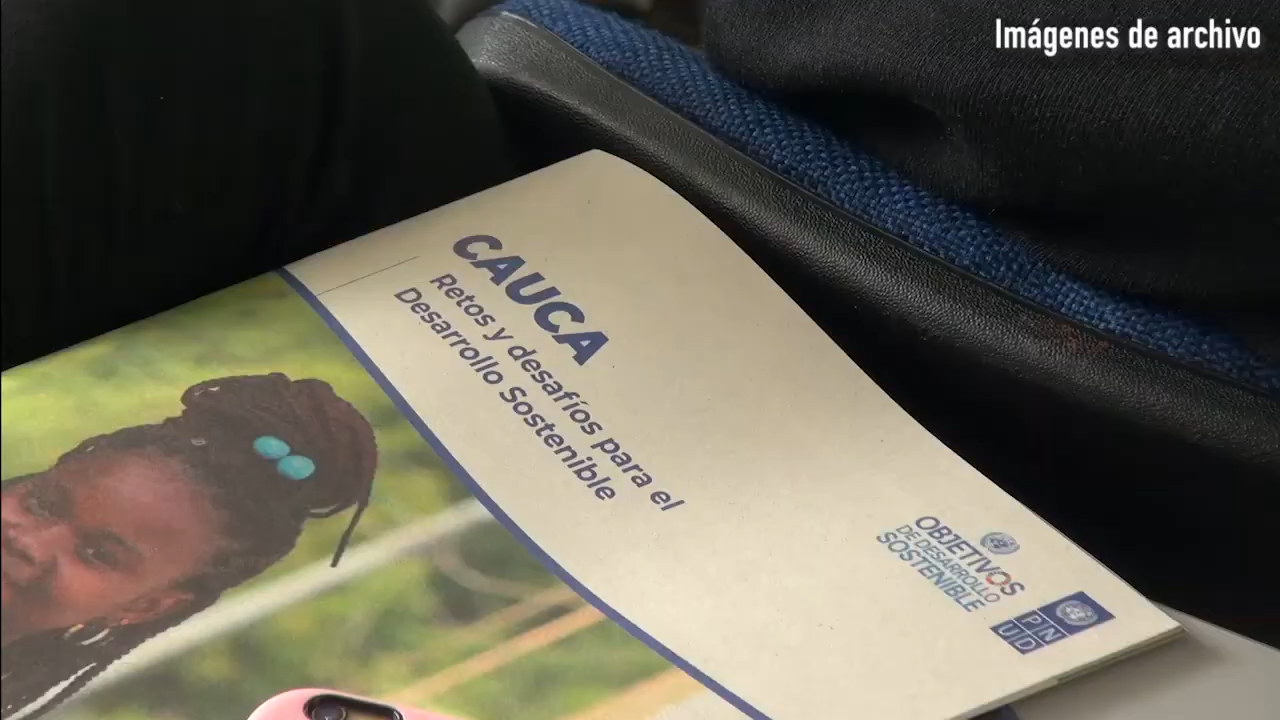 Imágenes de archivo
CAUCA
Retos y desafíos para el
Desarrollo Sostenible
OBJETIVOS
DE DESARROLLO
SOSTENIBLE
PN
UD